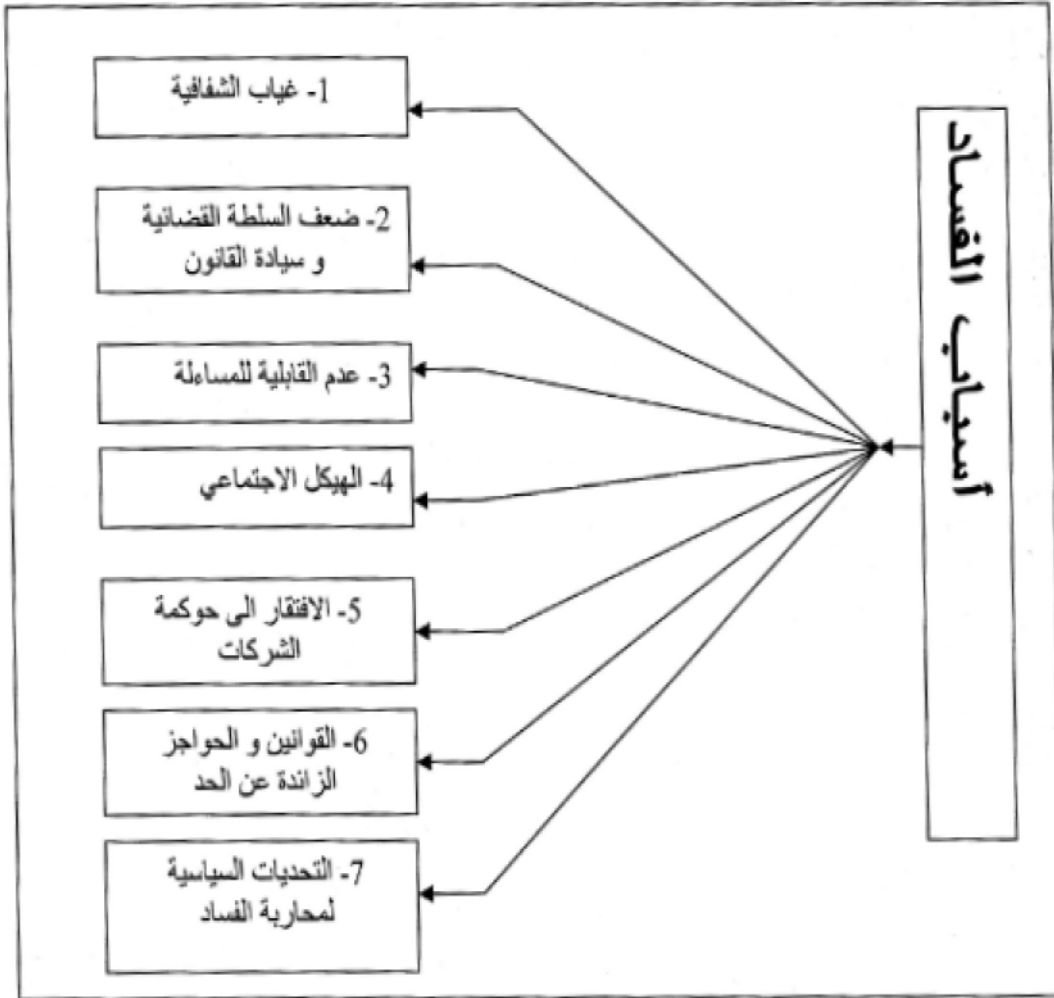 أسباب الفساد
1- غياب الشفافية
2- ضعف السلطة القضائية
و سيادة القانون
3- عدم القابلية للمساءلة
4- الهيكل الاجتماعي
5- الافتقار الى حوكمة
الشركات
6- القوانين و الحواجز
الزائدة عن الحد
7- التحديات السياسية
لمحاربة الفساد